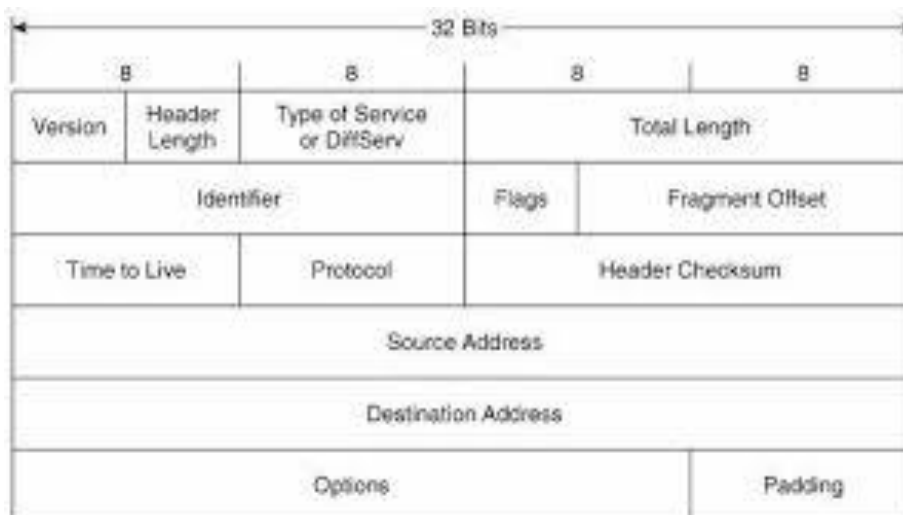 32 Bits
8 8 8 8
Version Header Length Type of Service or DiffServ Total Length
Identifier Flags Fragment Offset
Time to Live Protocol Header Checksum
Source Address
Destination Address
Options Padding